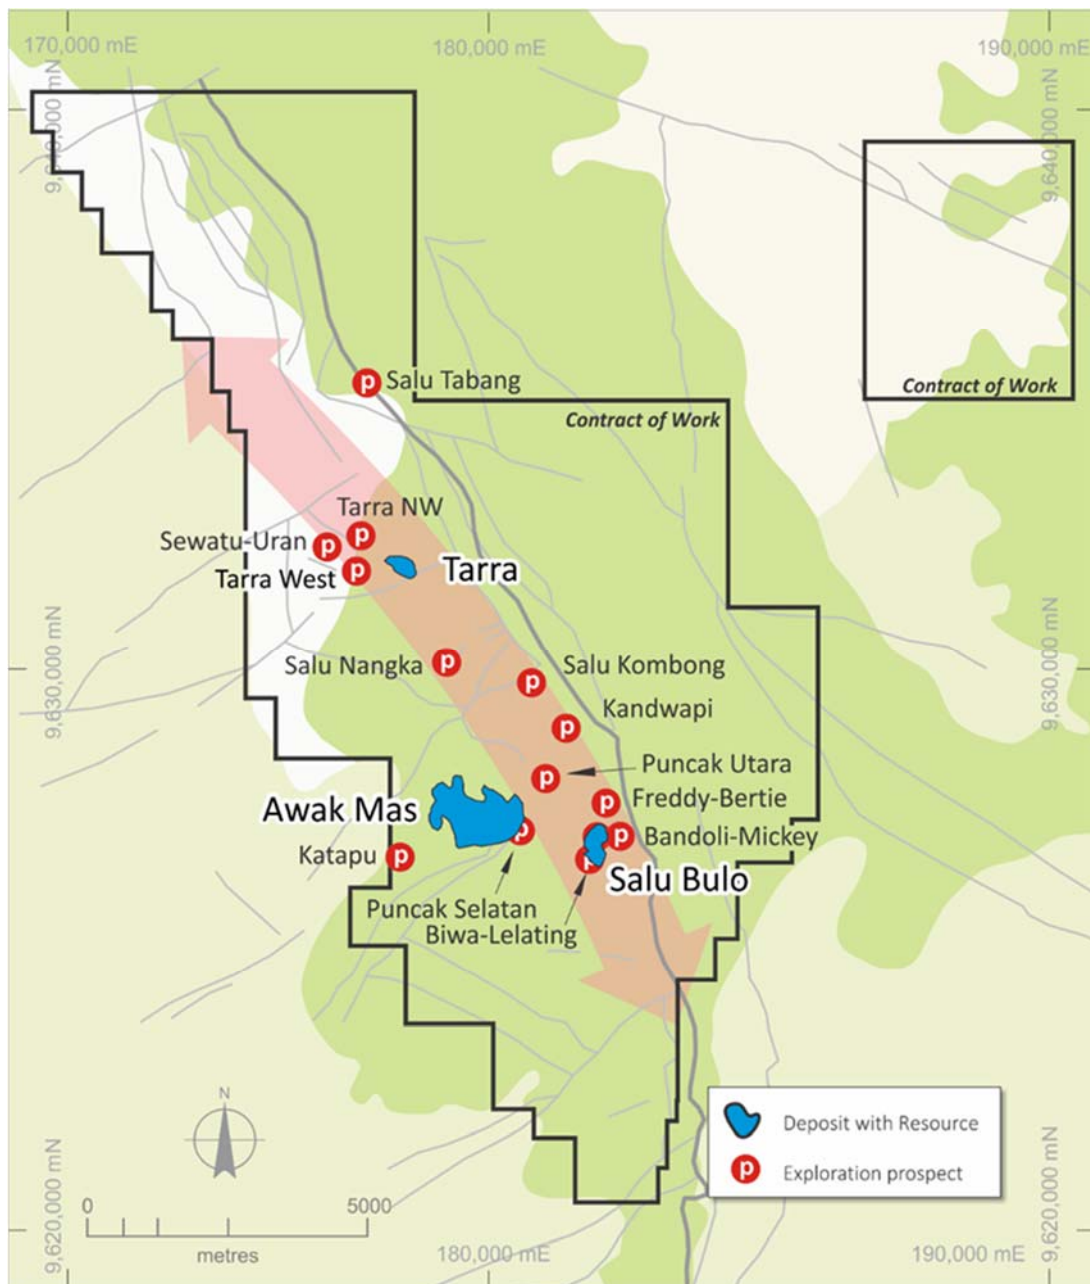 170,000 mE
180,000 mE
190,000 mE
9,640,000 mN
9,640,000 mN
Contract of Work
Salu Tabang
Contract of Work
Tarra NW
Sewatu-Uran
Tarra West
Tarra
9,630,000 mN
9,630,000 mN
Salu Nangka
Salu Kombong
Kandwapi
Puncak Utara
Freddy-Bertie
Awak Mas
Bandoli-Mickey
Katapu
Salu Bulo
Puncak Selatan
Biwa-Lelating
N
p
p
p
p
p
p
p
p
p
p
p
p
p
Deposit with Resource
p Exploration prospect
0 5000
metres
9,620,000 mN
9,620,000 mN
180,000 mE
190,000 mE